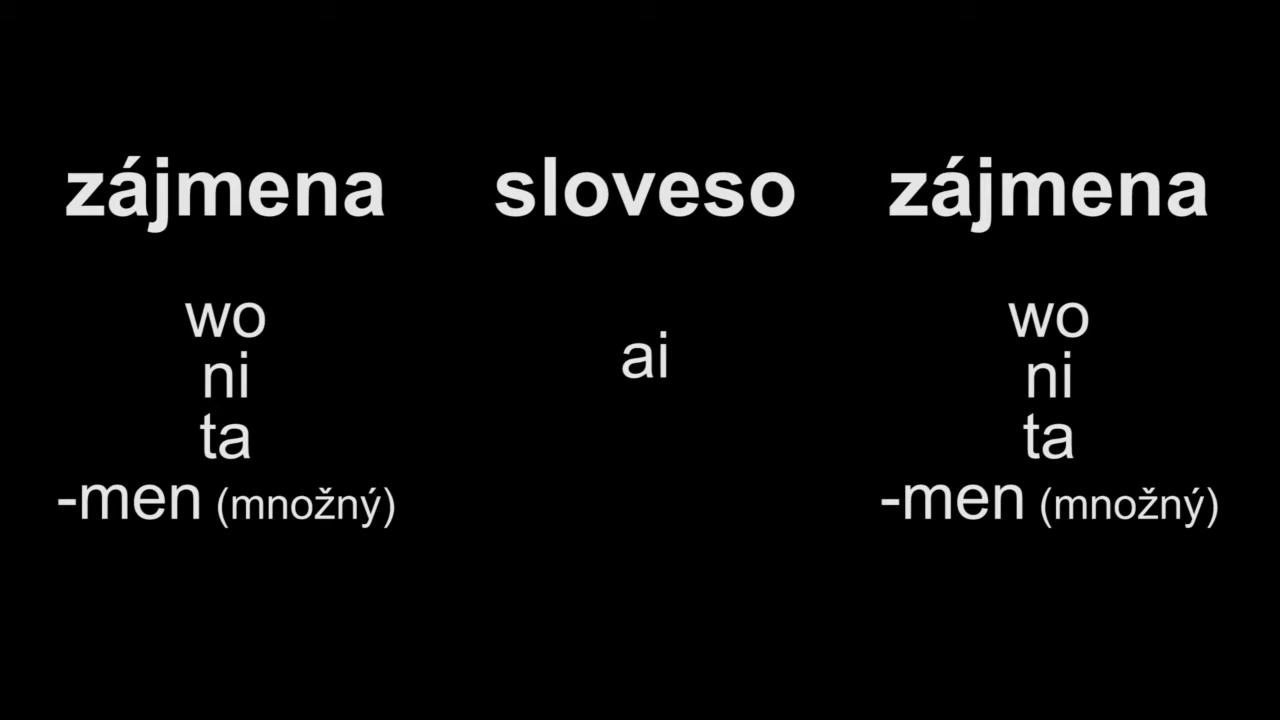 zájmena sloveso zájmena
wo
ni
ta
-men (množný)
ai
wo
ni
ta
-men (množný)